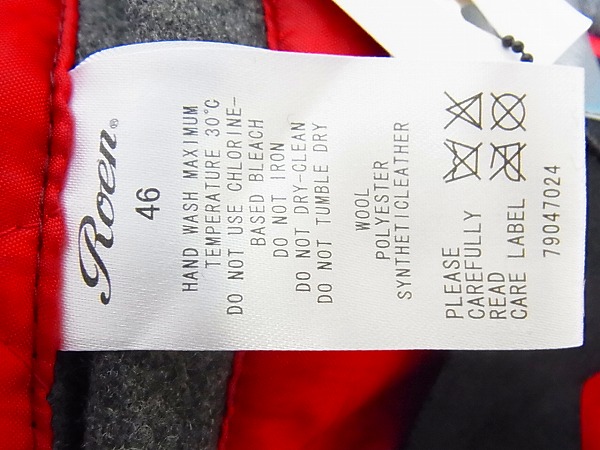 Roen®
46
HAND WASH MAXIMUM
TEMPERATURE 30°C
DO NOT USE CHLORINE-
BASED BLEACH
DO NOT IRON
DO NOT DRY-CLEAN
DO NOT TUMBLE DRY
WOOL
POLYESTER
SYNTHETICLEATHER
PLEASE
CAREFULLY
READ
CARE LABEL
79047024